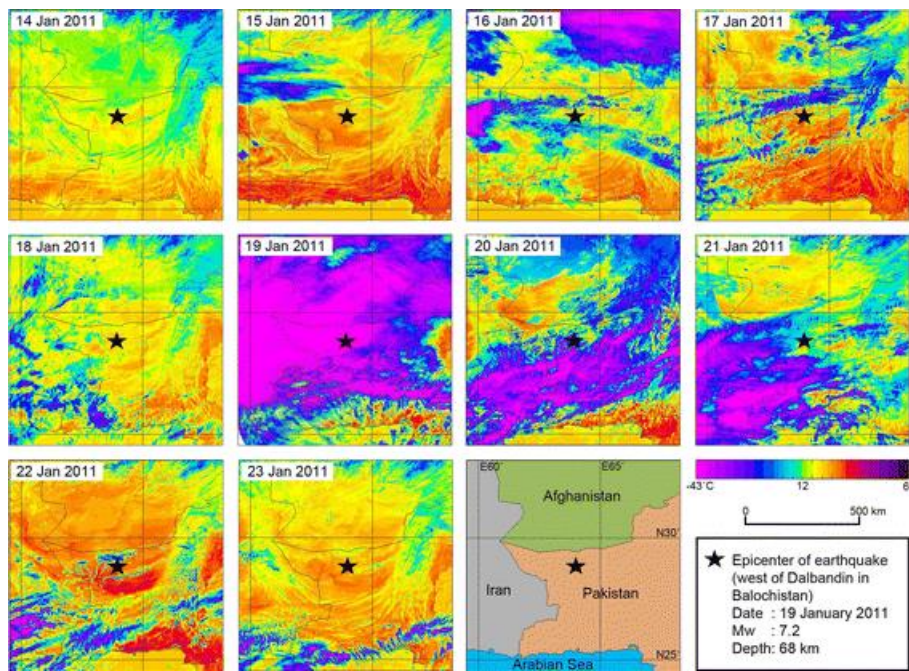 14 Jan 2011
15 Jan 2011
16 Jan 2011
17 Jan 2011
18 Jan 2011
19 Jan 2011
20 Jan 2011
21 Jan 2011
22 Jan 2011
23 Jan 2011
E60˚
E65˚
Afghanistan
N30˚
Iran
Pakistan
N25˚
Arabian Sea
-43˚C
12
0
500 km
Epicenter of earthquake
(west of Dalbandin in
Balochistan)
Date : 19 January 2011
Mw : 7.2
Depth: 68 km